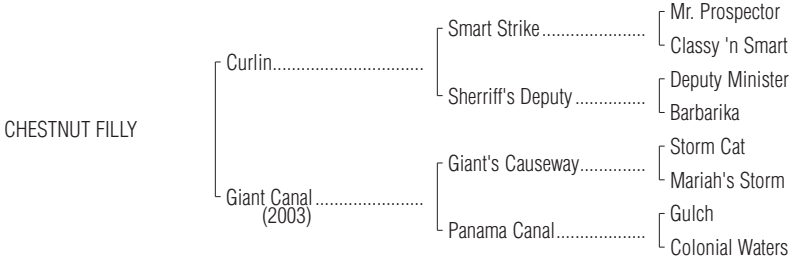 Mr. Prospector
Smart Strike......................
Classy 'n Smart
Curlin................................
Deputy Minister
Sherriff's Deputy ...............
Barbarika
CHESTNUT FILLY
Storm Cat
Giant's Causeway..............
Mariah's Storm
Giant Canal .......................
(2003)
Gulch
Panama Canal...................
Colonial Waters